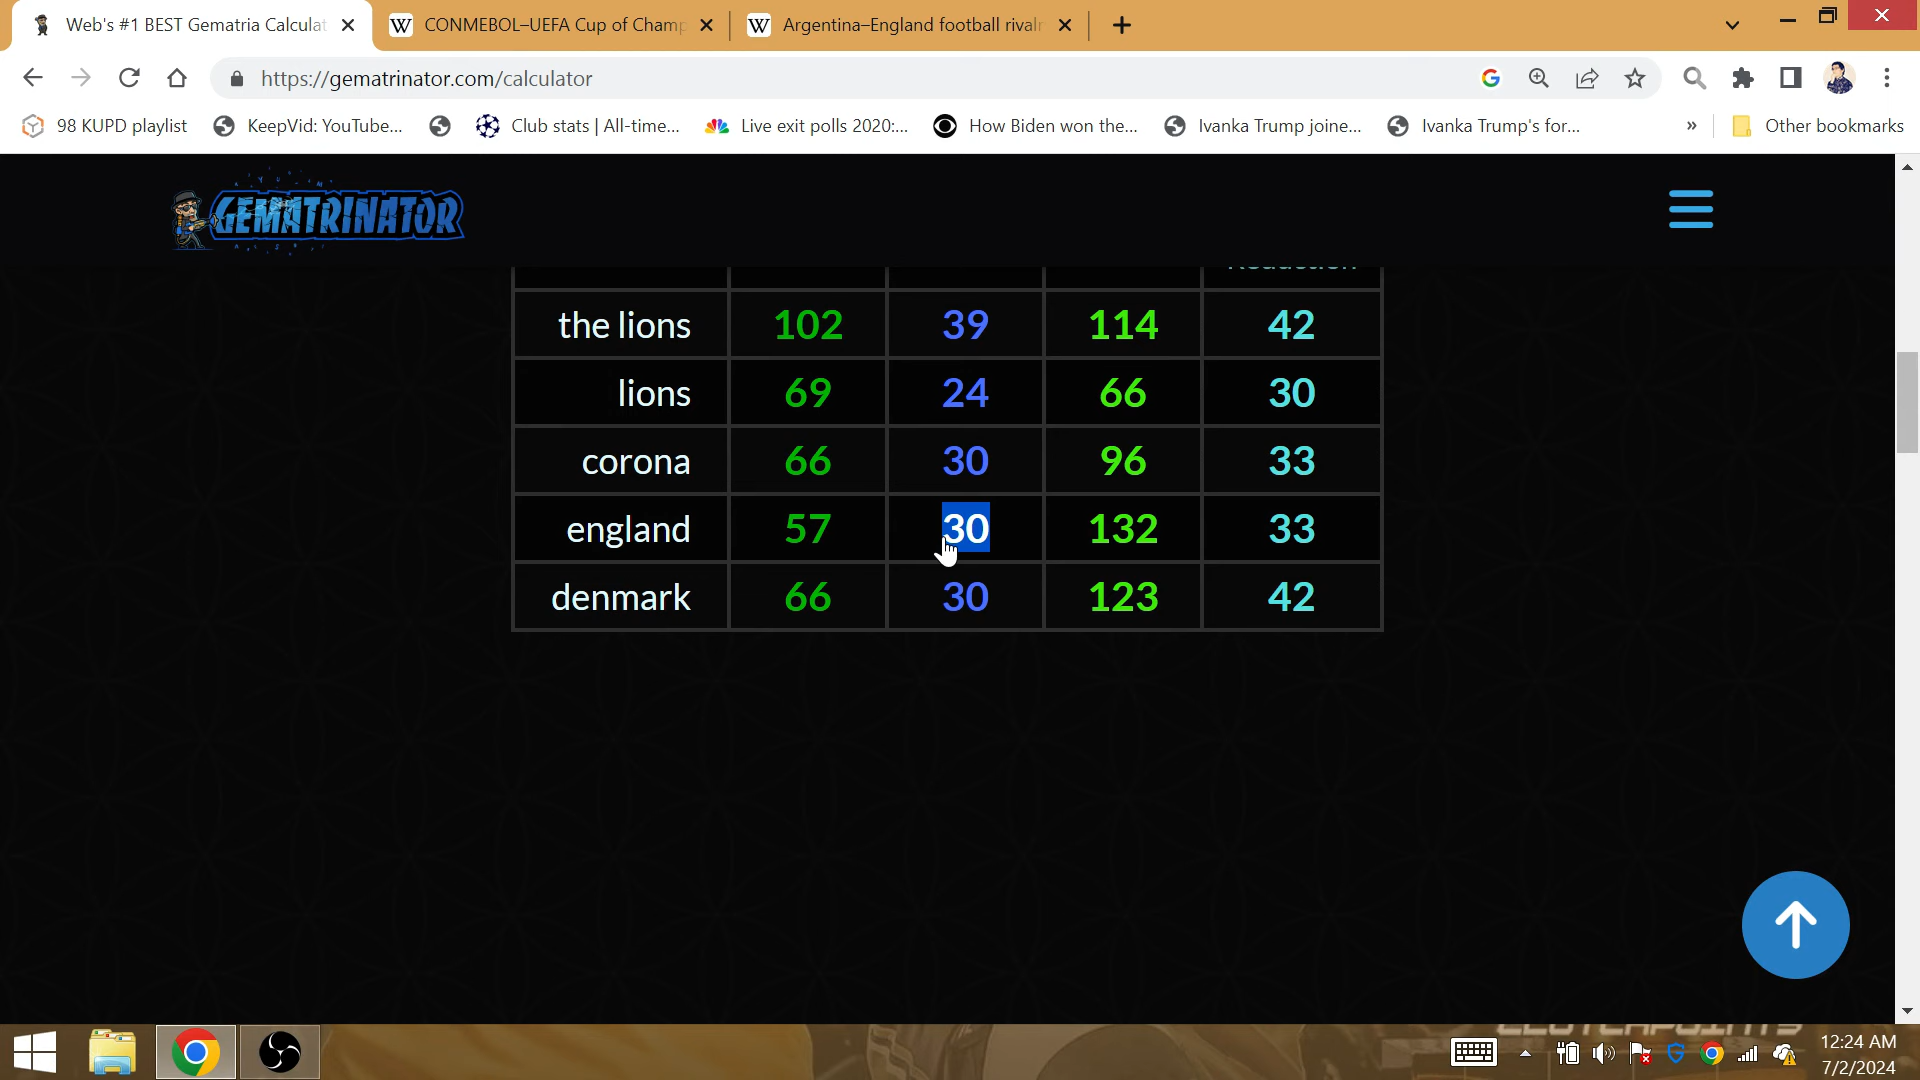 Web's #1 BEST Gematria Calculat
CONMEBOL–UEFA Cup of Champ
Argentina–England football rivalr
https://gematrinator.com/calculator
98 KUPD playlist
KeepVid: YouTube...
Club stats | All-time...
Live exit polls 2020:...
How Biden won the...
Ivanka Trump joine...
Ivanka Trump's for...
»
Other bookmarks
GEMATRINATOR
Reduction
the lions 102 39 114 42
lions 69 24 66 30
corona 66 30 96 33
england 57 30 132 33
denmark 66 30 123 42
CLUTCHPOINTS
12:24 AM
7/2/2024